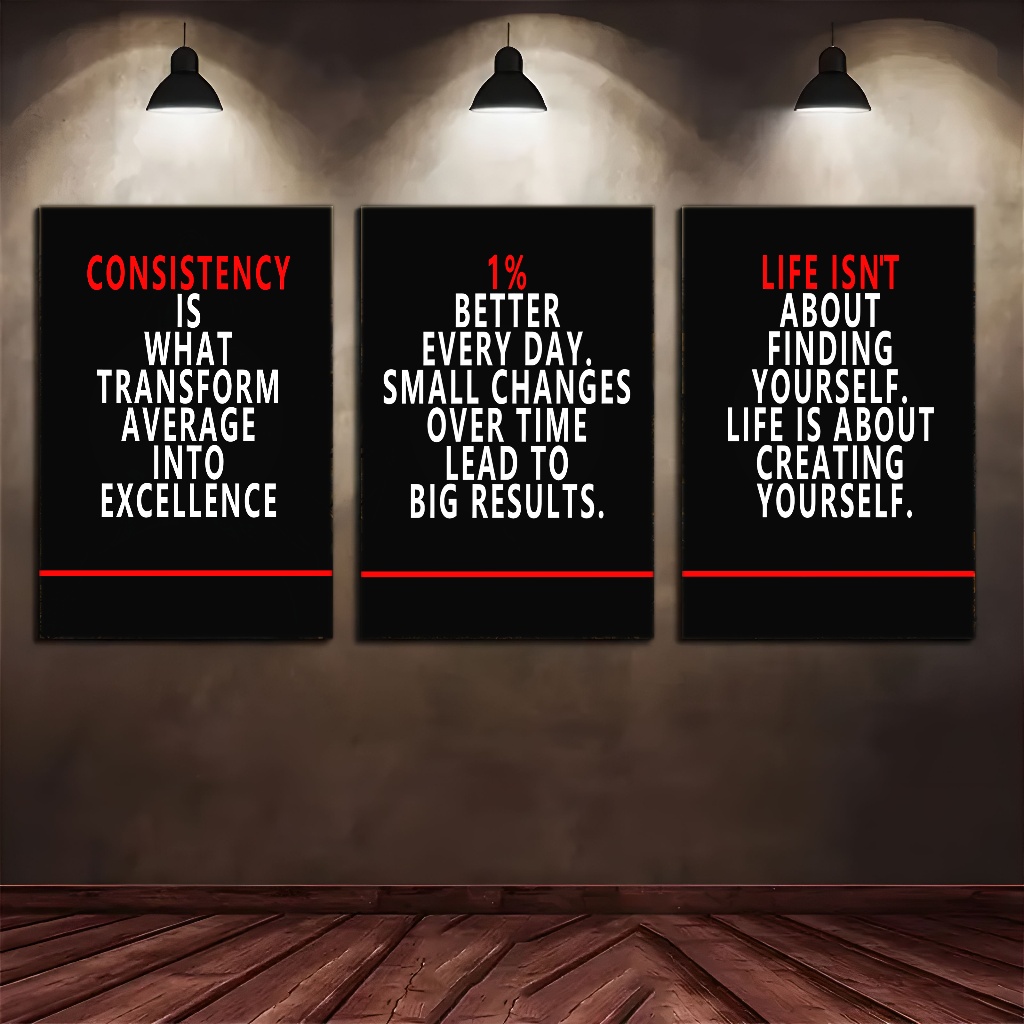 CONSISTENCY
IS
WHAT
TRANSFORM
AVERAGE
INTO
EXCELLENCE
1%
BETTER
EVERY DAY.
SMALL CHANGES
OVER TIME
LEAD TO
BIG RESULTS.
LIFE ISN'T
ABOUT
FINDING
YOURSELF.
LIFE IS ABOUT
CREATING
YOURSELF.